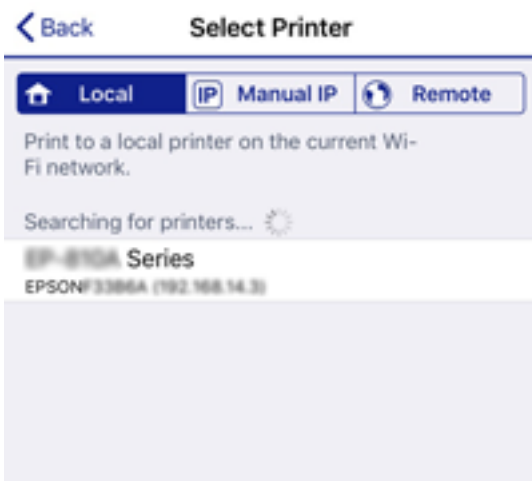 Back
Select Printer
Local
IP Manual IP
Remote
Print to a local printer on the current Wi-
Fi network.
Searching for printers...
Series
EPSON